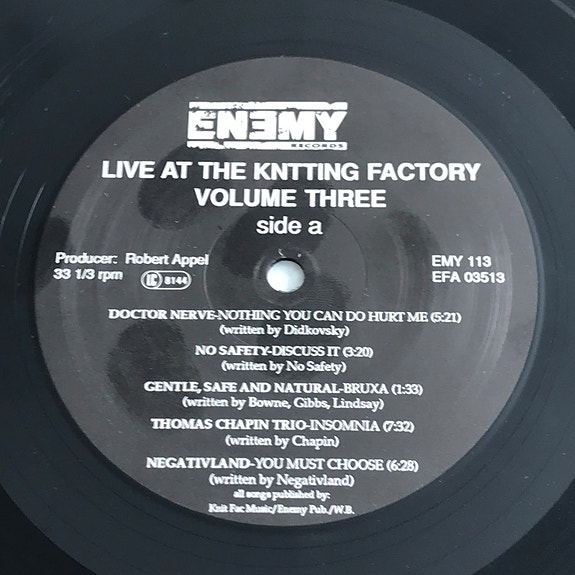 ENEMY
RECORDS
LIVE AT THE KNTTING FACTORY
VOLUME THREE
side a
Producer: Robert Appel
33 1/3 rpm
LC 8144
EMY 113
EFA 03513
DOCTOR NERVE-NOTHING YOU CAN DO HURT ME (5:21)
(written by Didkovsky)
NO SAFETY-DISCUSS IT (3:20)
(written by No Safety)
GENTLE, SAFE AND NATURAL-BRUXA (1:33)
(written by Bowne, Gibbs, Lindsay)
THOMAS CHAPIN TRIO-INSOMNIA (7:32)
(written by Chapin)
NEGATIVLAND-YOU MUST CHOOSE (6:28)
(written by Negativland)
all songs published by:
Knit Fac Music/Enemy Pub./W.B.